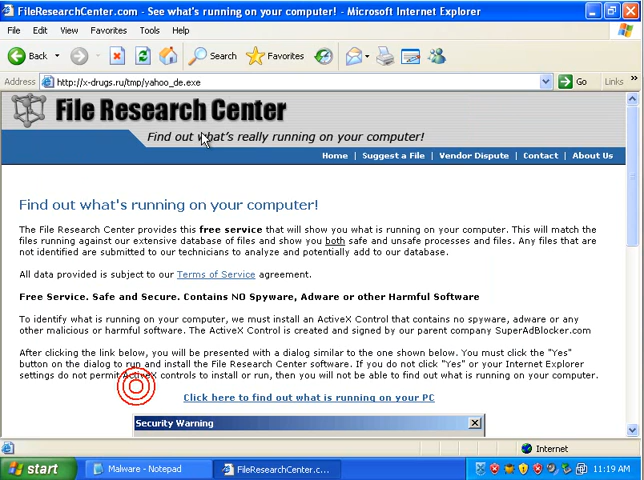 FileResearchCenter.com - See what's running on your computer! - Microsoft Internet Explorer
File Edit View Favorites Tools Help
Back Search Favorites
Address http://x-drugs.ru/tmp/yahoo_de.exe Go Links »
File Research Center
Find out what's really running on your computer!
Home | Suggest a File | Vendor Dispute | Contact | About Us
Find out what's running on your computer!
The File Research Center provides this free service that will show you what is running on your computer. This will match the
files running against our extensive database of files and show you both safe and unsafe processes and files. Any files that are
not identified are submitted to our technicians to analyze and potentially add to our database.
All data provided is subject to our Terms of Service agreement.
Free Service. Safe and Secure. Contains NO Spyware, Adware or other Harmful Software
To identify what is running on your computer, we must install an ActiveX Control that contains no spyware, adware or any
other malicious or harmful software. The ActiveX Control is created and signed by our parent company SuperAdBlocker.com
After clicking the link below, you will be presented with a dialog similar to the one shown below. You must click the "Yes"
button on the dialog to run and install the File Research Center software. If you do not click "Yes" or your Internet Explorer
settings do not permit ActiveX controls to install or run, then you will not be able to find out what is running on your computer.
Click here to find out what is running on your PC
Security Warning
Internet
start Malware - Notepad FileResearchCenter.c... 11:19 AM